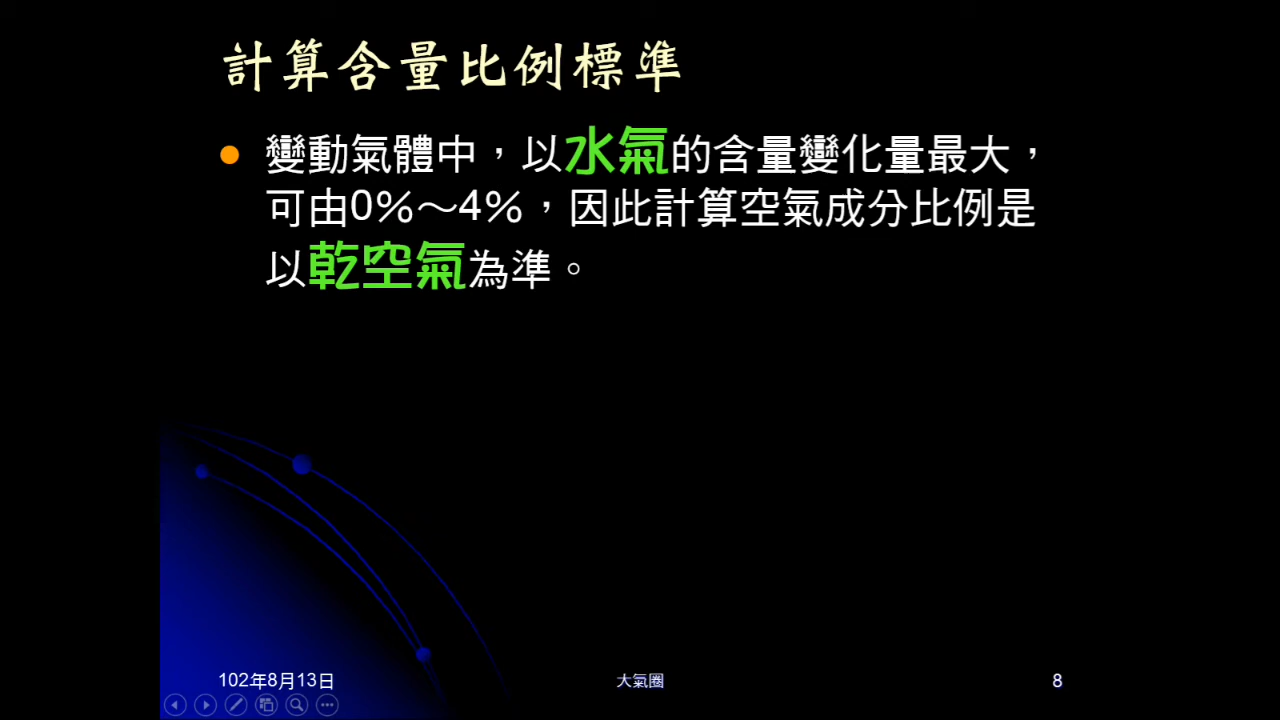 計算含量比例標準
變動氣體中，以水氣的含量變化量最大，
可由0%～4%，因此計算空氣成分比例是
以乾空氣為準。
102年8月13日
大氣圈
8